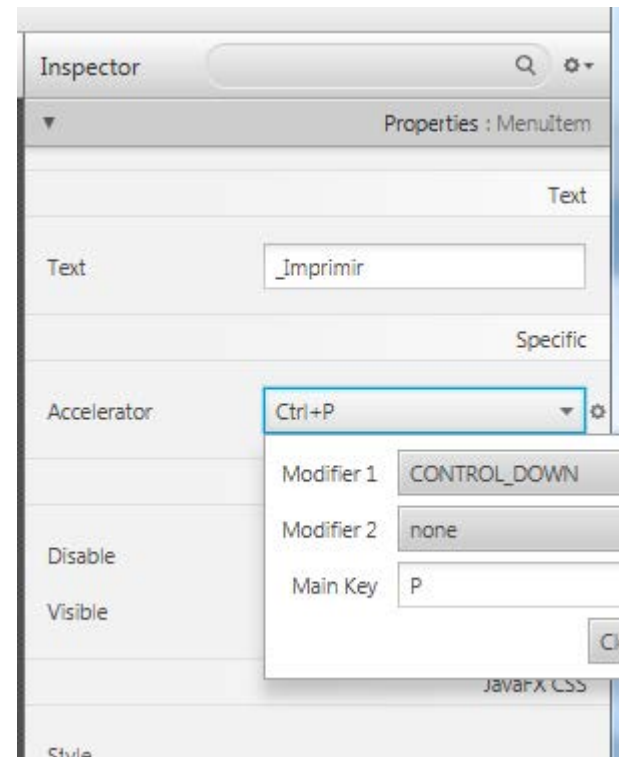 Inspector
Properties : MenuItem
Text
Text _Imprimir
Specific
Accelerator Ctrl+P
Modifier 1 CONTROL_DOWN
Modifier 2 none
Disable
Main Key P
Visible
JavaFX CSS
Style